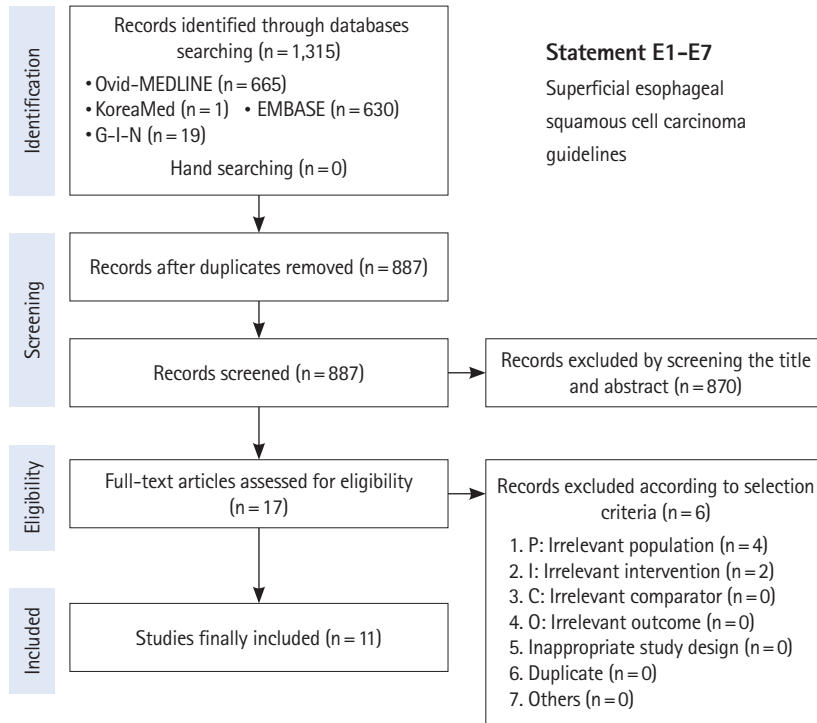 Identification
Records identified through databases
searching (n=1,315)
• Ovid-MEDLINE (n=665)
• KoreaMed (n=1) • EMBASE (n=630)
• G-I-N (n=19)
Hand searching (n=0)
Statement E1-E7
Superficial esophageal
squamous cell carcinoma
guidelines
Screening
Records after duplicates removed (n=887)
Records screened (n=887)
Records excluded by screening the title
and abstract (n=870)
Eligibility
Full-text articles assessed for eligibility
(n=17)
Records excluded according to selection
criteria (n=6)
1. P: Irrelevant population (n=4)
2. I: Irrelevant intervention (n=2)
3. C: Irrelevant comparator (n=0)
4. O: Irrelevant outcome (n=0)
5. Inappropriate study design (n=0)
6. Duplicate (n=0)
7. Others (n=0)
Included
Studies finally included (n=11)